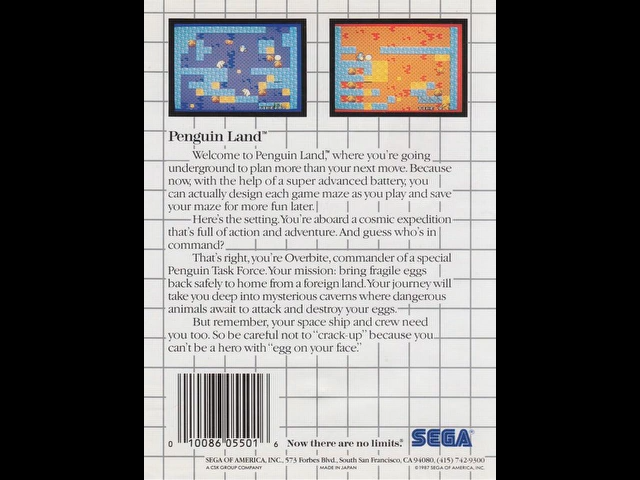 Penguin Land™
Welcome to Penguin Land,™ where you're going
underground to plan more than your next move. Because
now, with the help of a super advanced battery, you
can actually design each game maze as you play and save
your maze for more fun later.
Here's the setting. You're aboard a cosmic expedition
that's full of action and adventure. And guess who's in
command?
That's right, you're Overbite, commander of a special
Penguin Task Force. Your mission: bring fragile eggs
back safely to home from a foreign land. Your journey will
take you deep into mysterious caverns where dangerous
animals await to attack and destroy your eggs.
But remember, your space ship and crew need
you too. So be careful not to "crack-up" because you
can't be a hero with "egg on your face."
0 10086 05501 6
Now there are no limits.® SEGA®
SEGA OF AMERICA, INC., 573 Forbes Blvd., South San Francisco, CA 94080, (415) 742-9300
A CSK GROUP COMPANY MADE IN JAPAN ©1987 SEGA OF AMERICA, INC.